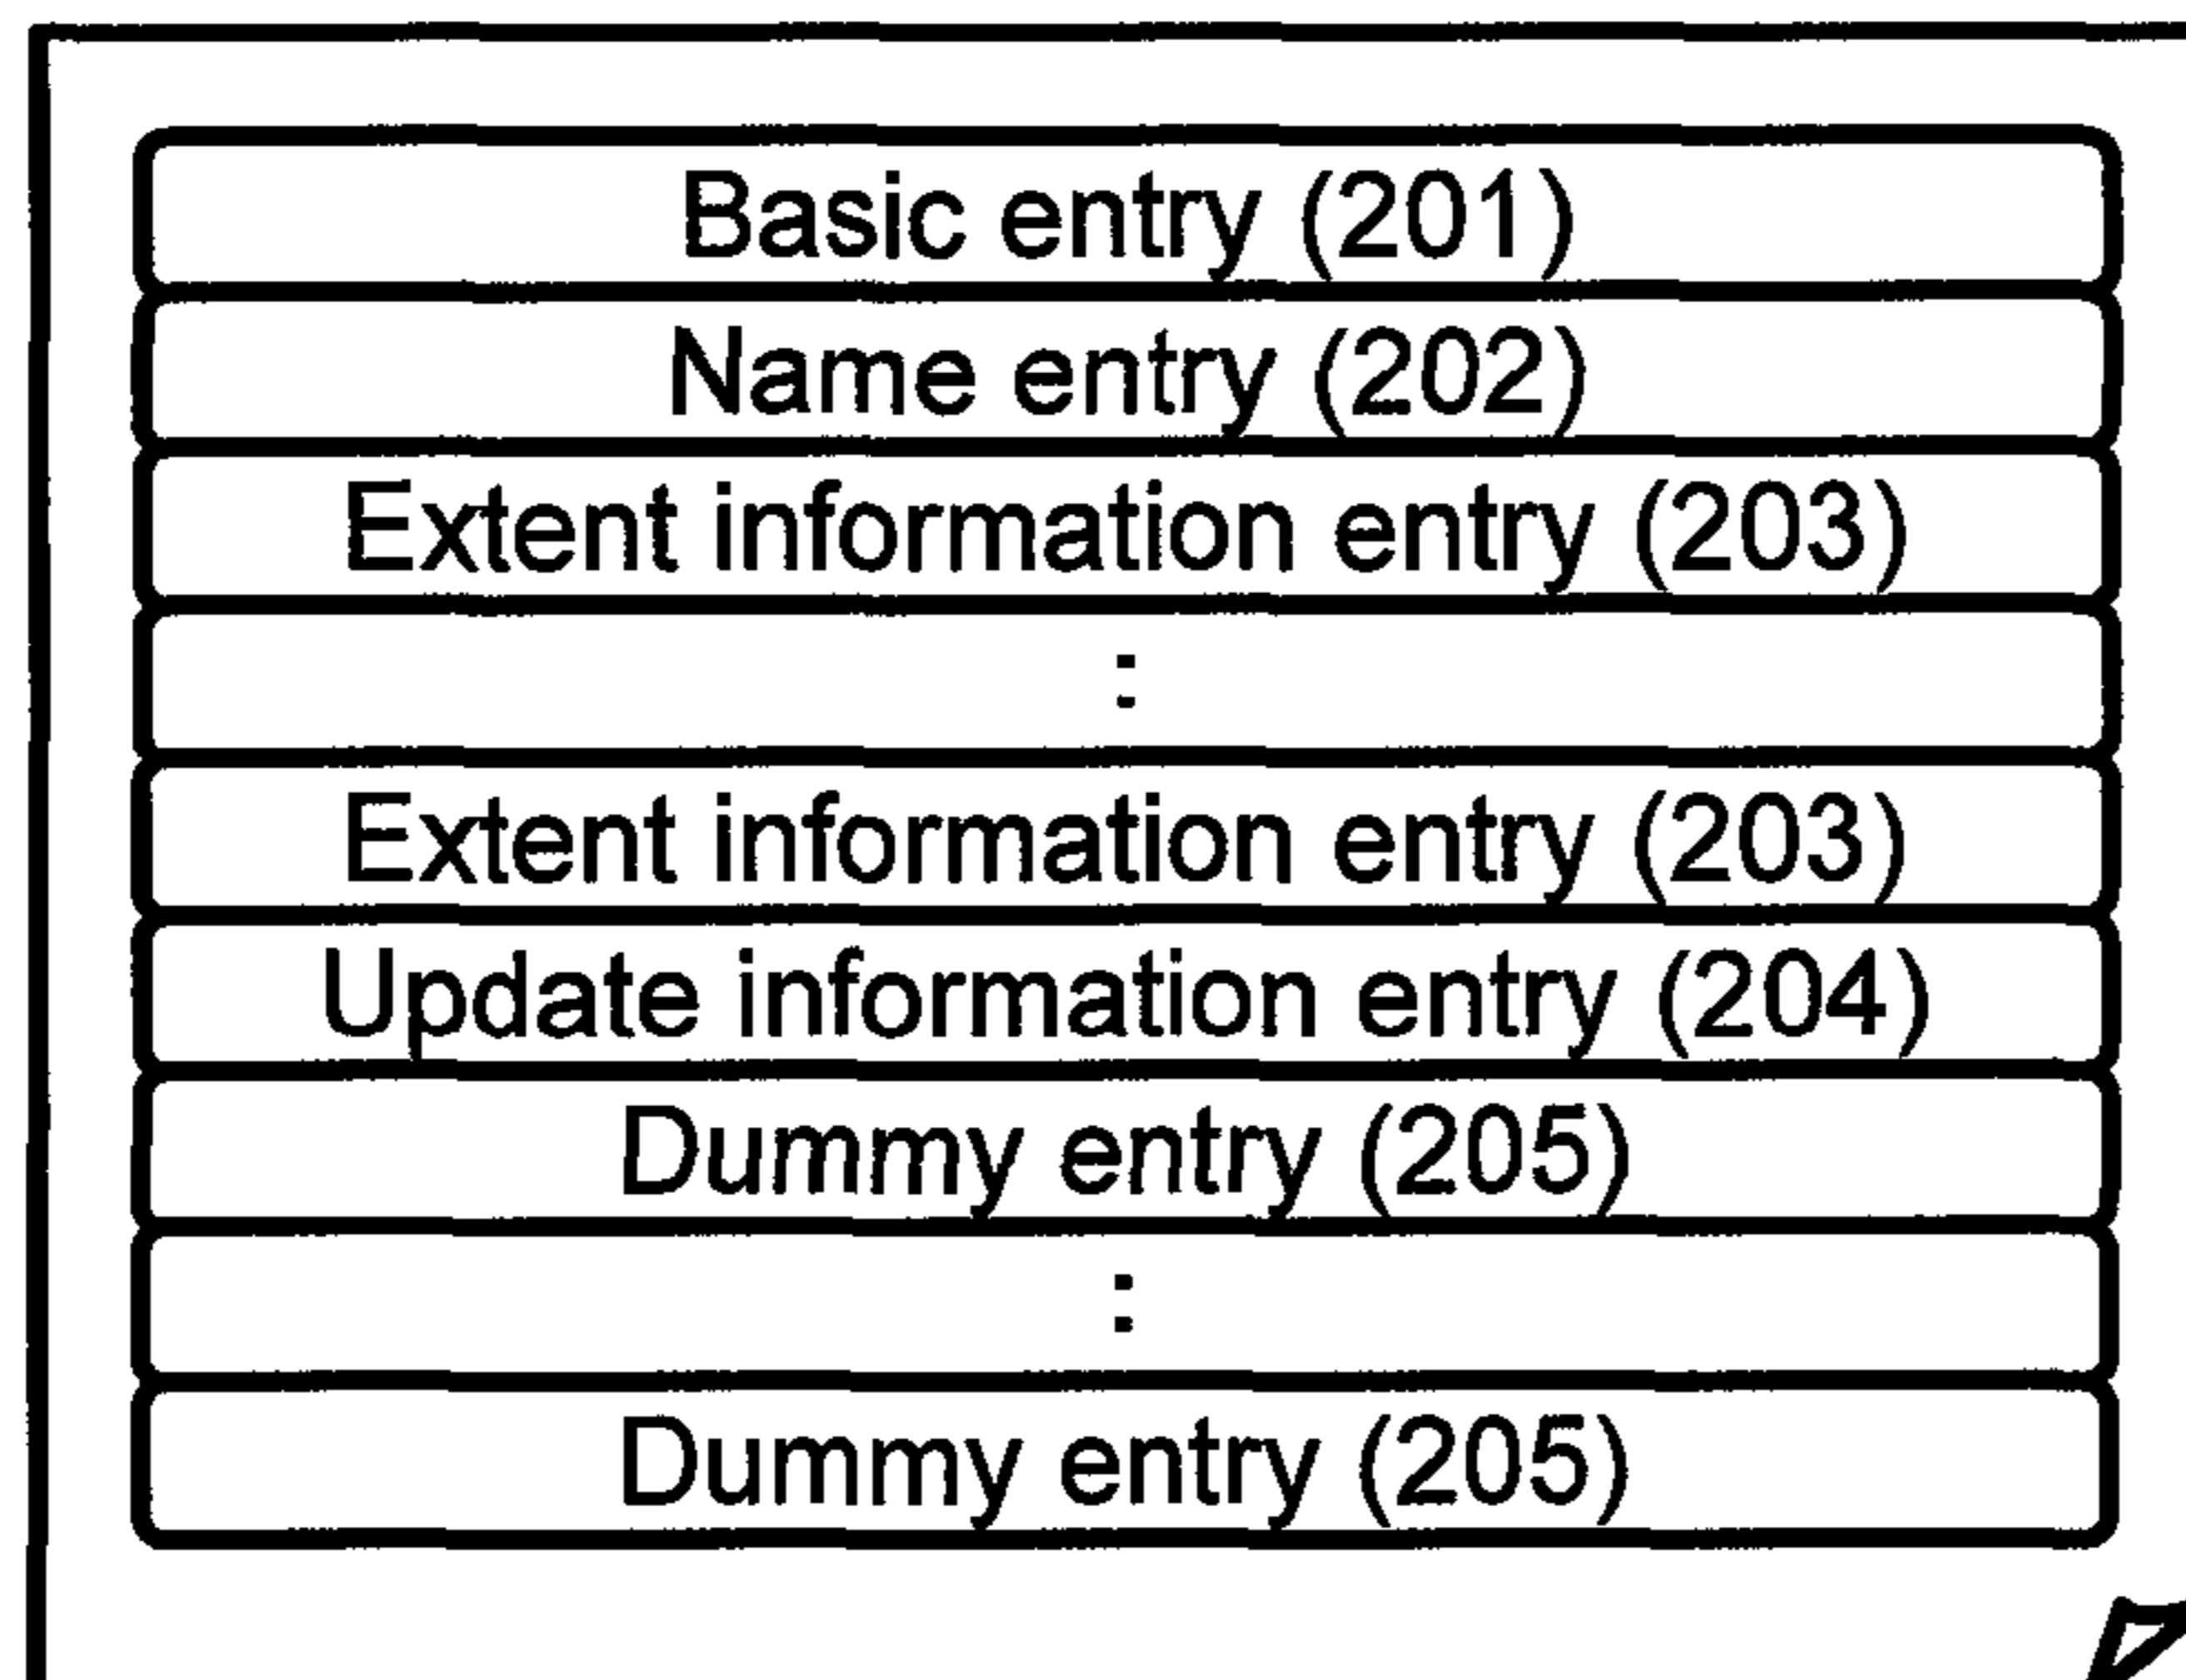 Basic entry (201)
Name entry (202)
Extent information entry (203)
:
Extent information entry (203)
Update information entry (204)
Dummy entry (205)
:
Dummy entry (205)